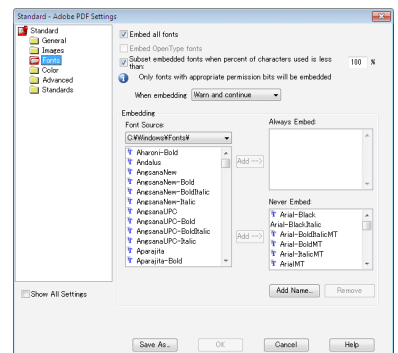 Standard - Adobe PDF Settings
Standard
General
Images
Fonts
Color
Advanced
Standards
Show All Settings
Embed all fonts
Embed OpenType fonts
Subset embedded fonts when percent of characters used is less than: 100 %
Only fonts with appropriate permission bits will be embedded
When embedding: Warn and continue
Embedding
Font Source:
C:¥Windows¥Fonts¥
Aharoni-Bold
Andalus
AngsanaNew
AngsanaNew-Bold
AngsanaNew-BoldItalic
AngsanaNew-Italic
AngsanaUPC
AngsanaUPC-Bold
AngsanaUPC-BoldItalic
AngsanaUPC-Italic
Aparajita
Aparajita-Bold
Add -->
Add -->
Always Embed:
Never Embed:
Arial-Black
Arial-BlackItalic
Arial-BoldItalicMT
Arial-BoldMT
Arial-ItalicMT
ArialMT
Add Name...
Remove
Save As...
OK
Cancel
Help